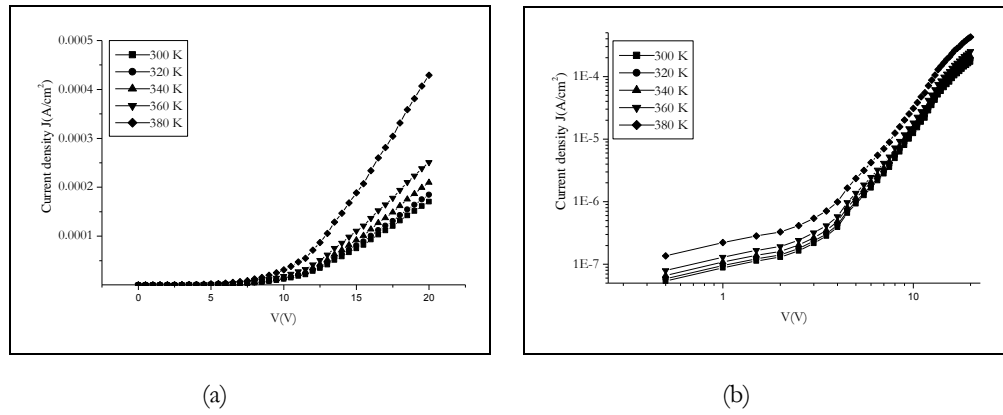 0.0005
0.0004
0.0003
0.0002
0.0001
Current density J(A/cm²)
300 K
320 K
340 K
360 K
380 K
0
5
10
15
20
V(V)
(a)
1E-4
1E-5
1E-6
1E-7
Current density J(A/cm²)
300 K
320 K
340 K
360 K
380 K
1
10
V(V)
(b)